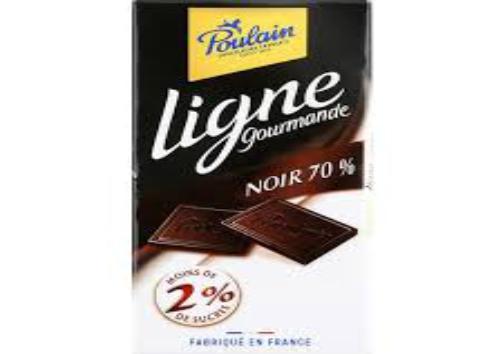 Poulain
ligne
gourmande
NOIR 70 %
MOINS DE
2%
DE SUCRES
FABRIQUÉ EN FRANCE